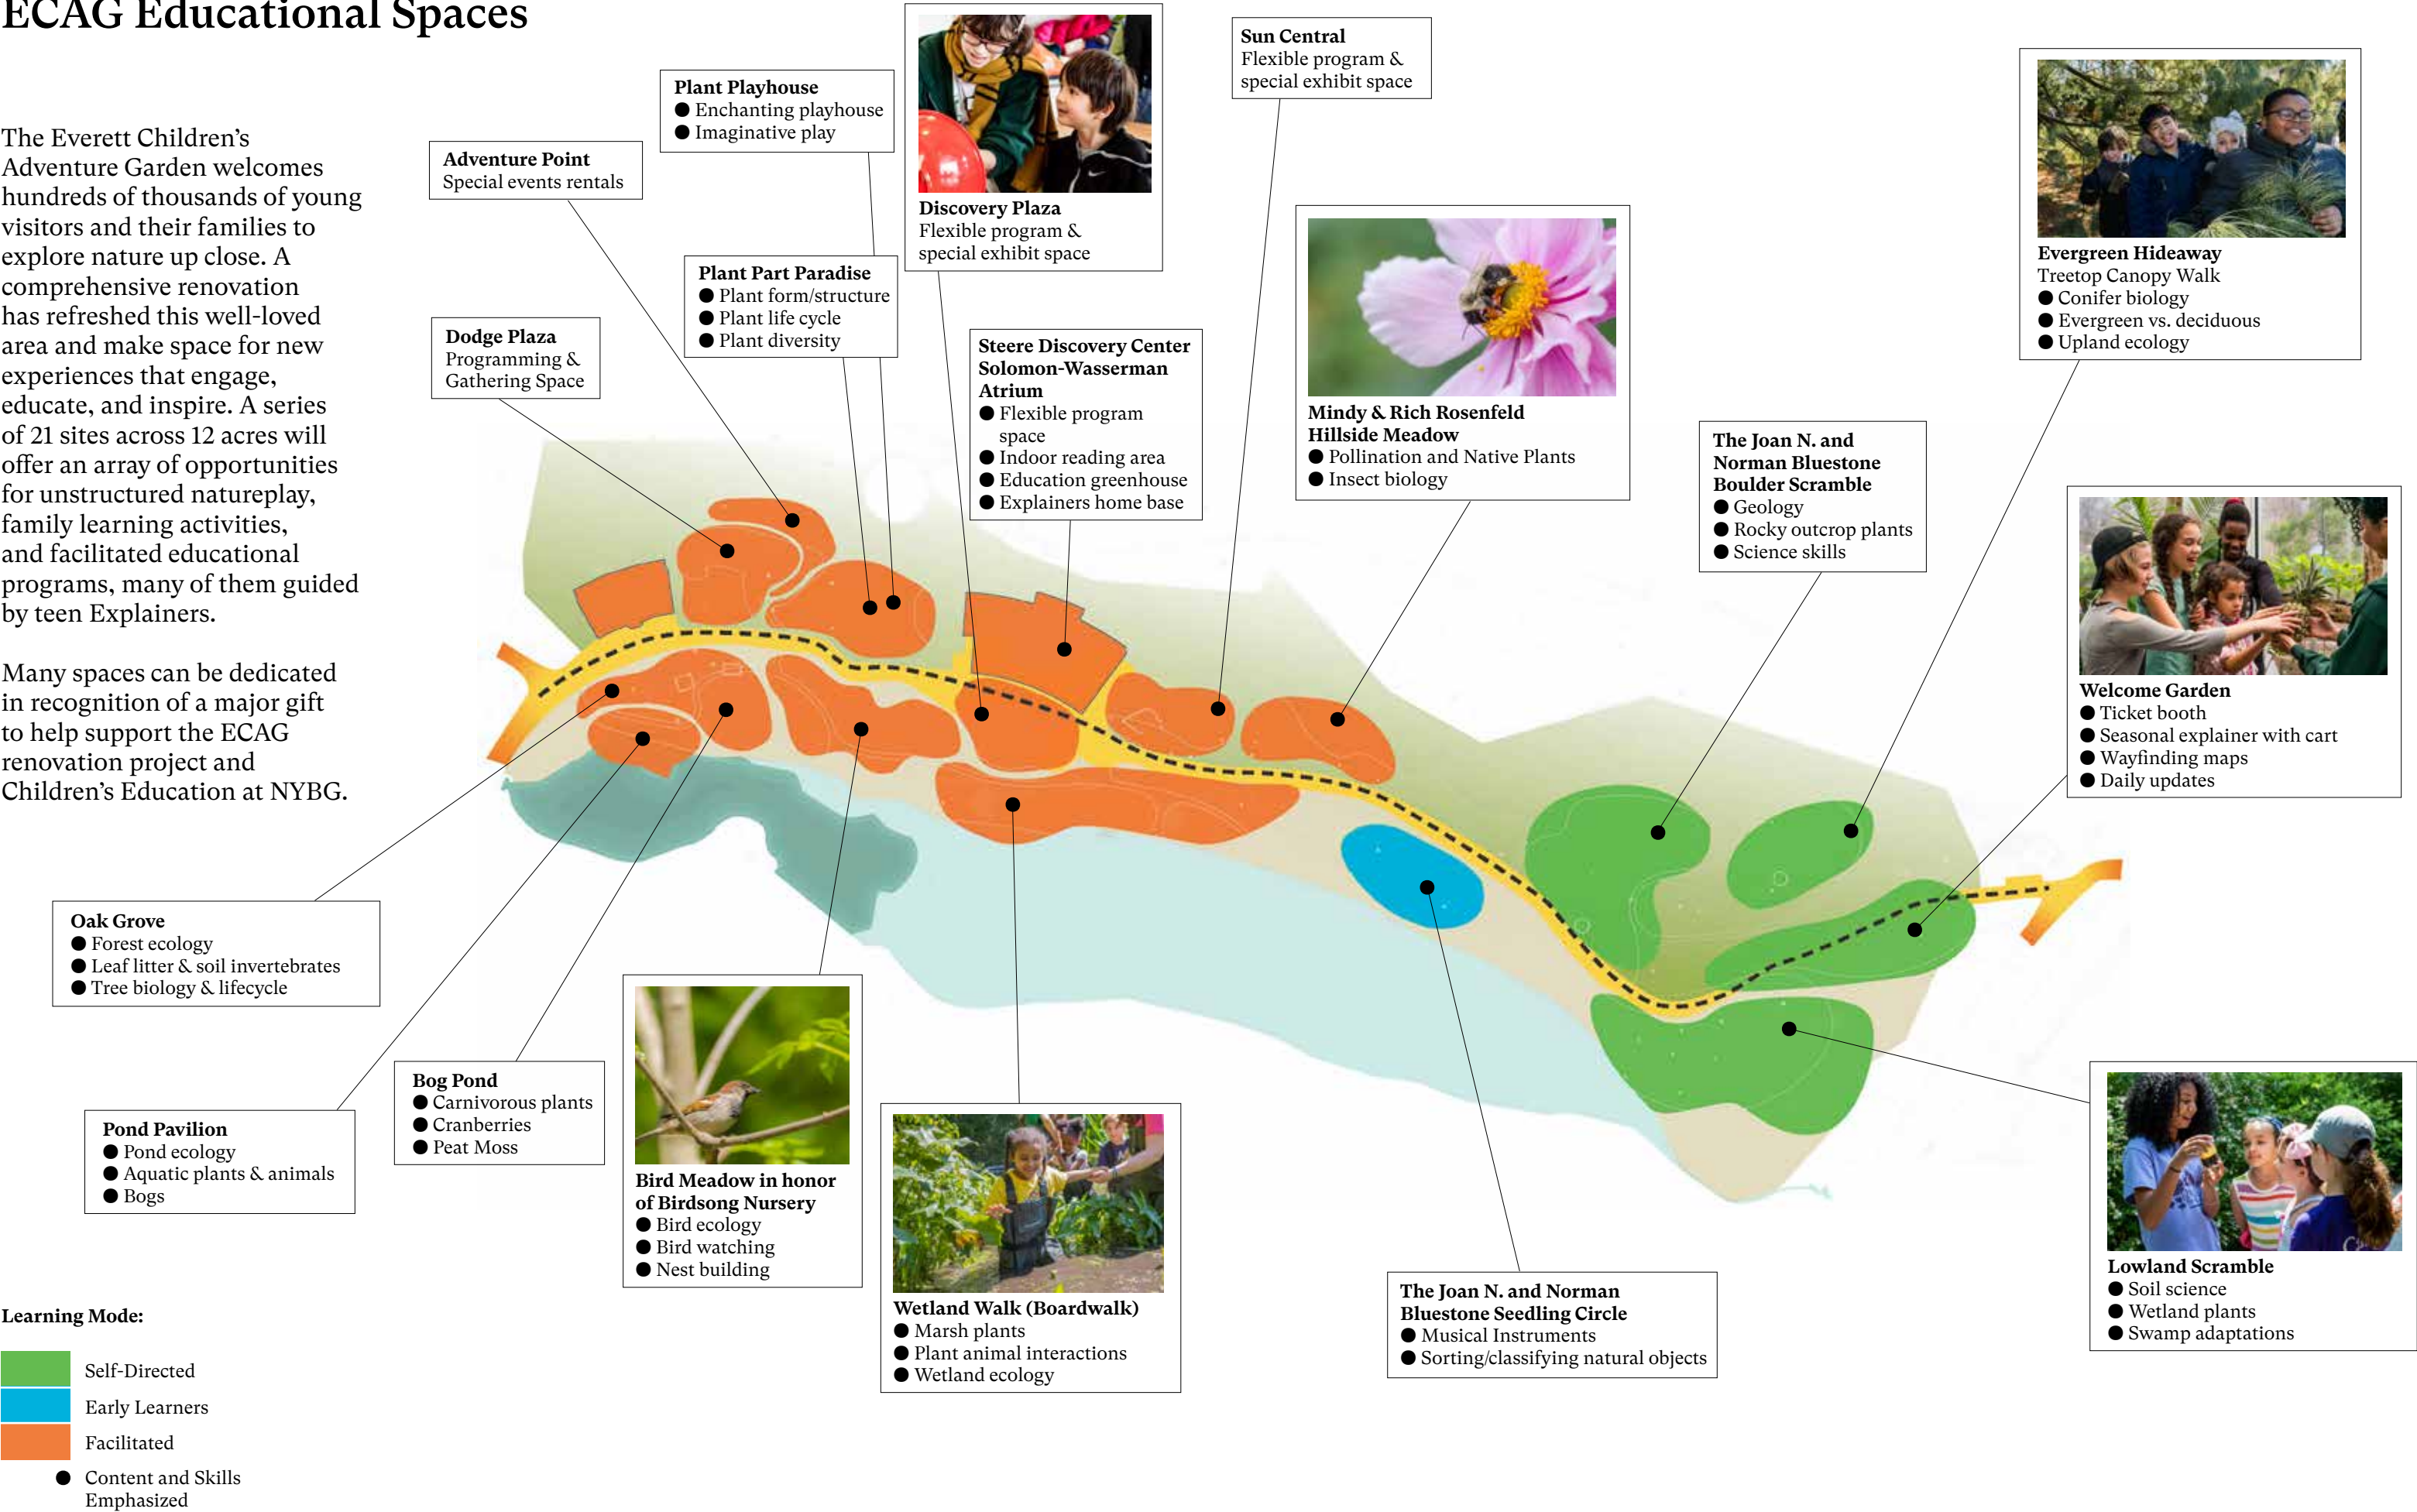 ECAG Educational Spaces
The Everett Children’s
Adventure Garden welcomes
hundreds of thousands of young
visitors and their families to
explore nature up close. A
comprehensive renovation
has refreshed this well-loved
area and make space for new
experiences that engage,
educate, and inspire. A series
of 21 sites across 12 acres will
offer an array of opportunities
for unstructured natureplay,
family learning activities,
and facilitated educational
programs, many of them guided
by teen Explainers.
Many spaces can be dedicated
in recognition of a major gift
to help support the ECAG
renovation project and
Children’s Education at NYBG.
Adventure Point
Special events rentals
Dodge Plaza
Programming &
Gathering Space
Plant Playhouse
● Enchanting playhouse
● Imaginative play
Plant Part Paradise
● Plant form/structure
● Plant life cycle
● Plant diversity
Discovery Plaza
Flexible program &
special exhibit space
Steere Discovery Center
Solomon-Wasserman
Atrium
● Flexible program
space
● Indoor reading area
● Education greenhouse
● Explainers home base
Sun Central
Flexible program &
special exhibit space
Mindy & Rich Rosenfeld
Hillside Meadow
● Pollination and Native Plants
● Insect biology
The Joan N. and
Norman Bluestone
Boulder Scramble
● Geology
● Rocky outcrop plants
● Science skills
Evergreen Hideaway
Treetop Canopy Walk
● Conifer biology
● Evergreen vs. deciduous
● Upland ecology
Welcome Garden
● Ticket booth
● Seasonal explainer with cart
● Wayfinding maps
● Daily updates
Oak Grove
● Forest ecology
● Leaf litter & soil invertebrates
● Tree biology & lifecycle
Pond Pavilion
● Pond ecology
● Aquatic plants & animals
● Bogs
Bog Pond
● Carnivorous plants
● Cranberries
● Peat Moss
Bird Meadow in honor
of Birdsong Nursery
● Bird ecology
● Bird watching
● Nest building
Wetland Walk (Boardwalk)
● Marsh plants
● Plant animal interactions
● Wetland ecology
The Joan N. and Norman
Bluestone Seedling Circle
● Musical Instruments
● Sorting/classifying natural objects
Lowland Scramble
● Soil science
● Wetland plants
● Swamp adaptations
Learning Mode:
Self-Directed
Early Learners
Facilitated
● Content and Skills
Emphasized